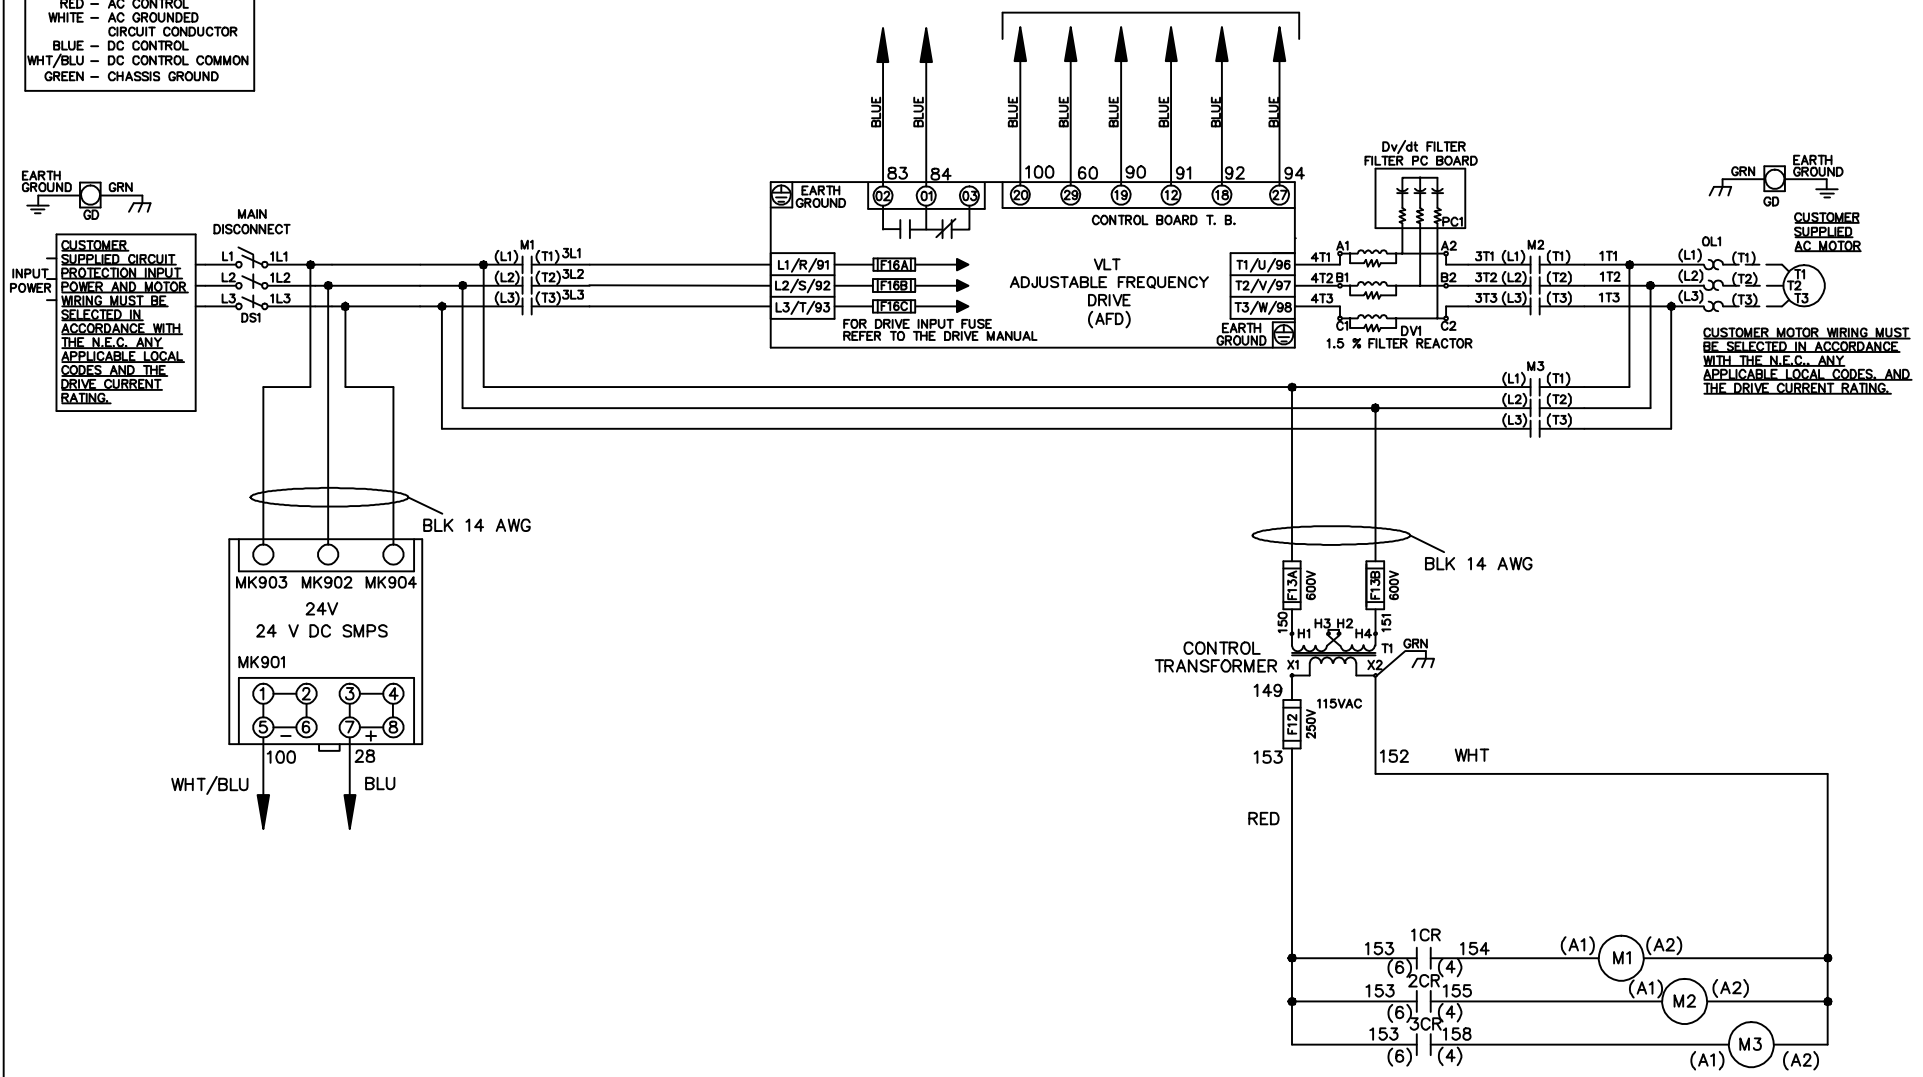 RED – AC CONTROL
WHITE – AC GROUNDED
CIRCUIT CONDUCTOR
BLUE – DC CONTROL
WHT/BLU – DC CONTROL COMMON
GREEN – CHASSIS GROUND
BLUE
BLUE
BLUE
BLUE
BLUE
BLUE
BLUE
BLUE
83
84
100
60
90
91
92
94
EARTH
GROUND
02
01
03
20
29
19
12
18
27
CONTROL BOARD T. B.
EARTH
GROUND
GRN
GD
MAIN
DISCONNECT
INPUT
POWER
CUSTOMER
SUPPLIED CIRCUIT
PROTECTION INPUT
POWER AND MOTOR
WIRING MUST BE
SELECTED IN
ACCORDANCE WITH
THE N.E.C. ANY
APPLICABLE LOCAL
CODES AND THE
DRIVE CURRENT
RATING.
L1
1L1
L2
1L2
L3
1L3
DS1
M1
(L1)
(T1)
3L1
(L2)
(T2)
3L2
(L3)
(T3)
3L3
L1/R/91
F16A
L2/S/92
F16B
L3/T/93
F16C
FOR DRIVE INPUT FUSE
REFER TO THE DRIVE MANUAL
VLT
ADJUSTABLE FREQUENCY
DRIVE
(AFD)
T1/U/96
T2/V/97
T3/W/98
EARTH
GROUND
Dv/dt FILTER
FILTER PC BOARD
PC1
4T1
A1
A2
4T2
B1
B2
4T3
C1
C2
DV1
1.5 % FILTER REACTOR
M2
3T1
(L1)
(T1)
1T1
3T2
(L2)
(T2)
1T2
3T3
(L3)
(T3)
1T3
OL1
(L1)
(T1)
(L2)
(T2)
(L3)
(T3)
T1
T2
T3
GRN
EARTH
GROUND
GD
CUSTOMER
SUPPLIED
AC MOTOR
CUSTOMER MOTOR WIRING MUST
BE SELECTED IN ACCORDANCE
WITH THE N.E.C., ANY
APPLICABLE LOCAL CODES, AND
THE DRIVE CURRENT RATING.
M3
(L1)
(T1)
(L2)
(T2)
(L3)
(T3)
BLK 14 AWG
MK903
MK902
MK904
24V
24 V DC SMPS
MK901
1
2
3
4
5
6
7
8
–
+
100
28
WHT/BLU
BLU
BLK 14 AWG
F13A
600V
F13B
600V
150
151
H1
H3
H2
H4
T1
GRN
CONTROL
TRANSFORMER
X1
X2
149
115VAC
F12
250V
153
152
WHT
RED
1CR
153
154
(6)
(4)
(A1)
M1
(A2)
2CR
153
155
(6)
(4)
(A1)
M2
(A2)
3CR
153
158
(6)
(4)
(A1)
M3
(A2)